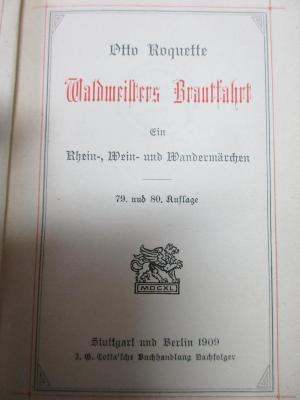 Otto Roquette
Waldmeisters Brautfahrt
Ein
Rhein-, Wein- und Wandermärchen
79. und 80. Auflage
MDCXL
Stuttgart und Berlin 1909
J. G. Cotta'sche Buchhandlung Nachfolger